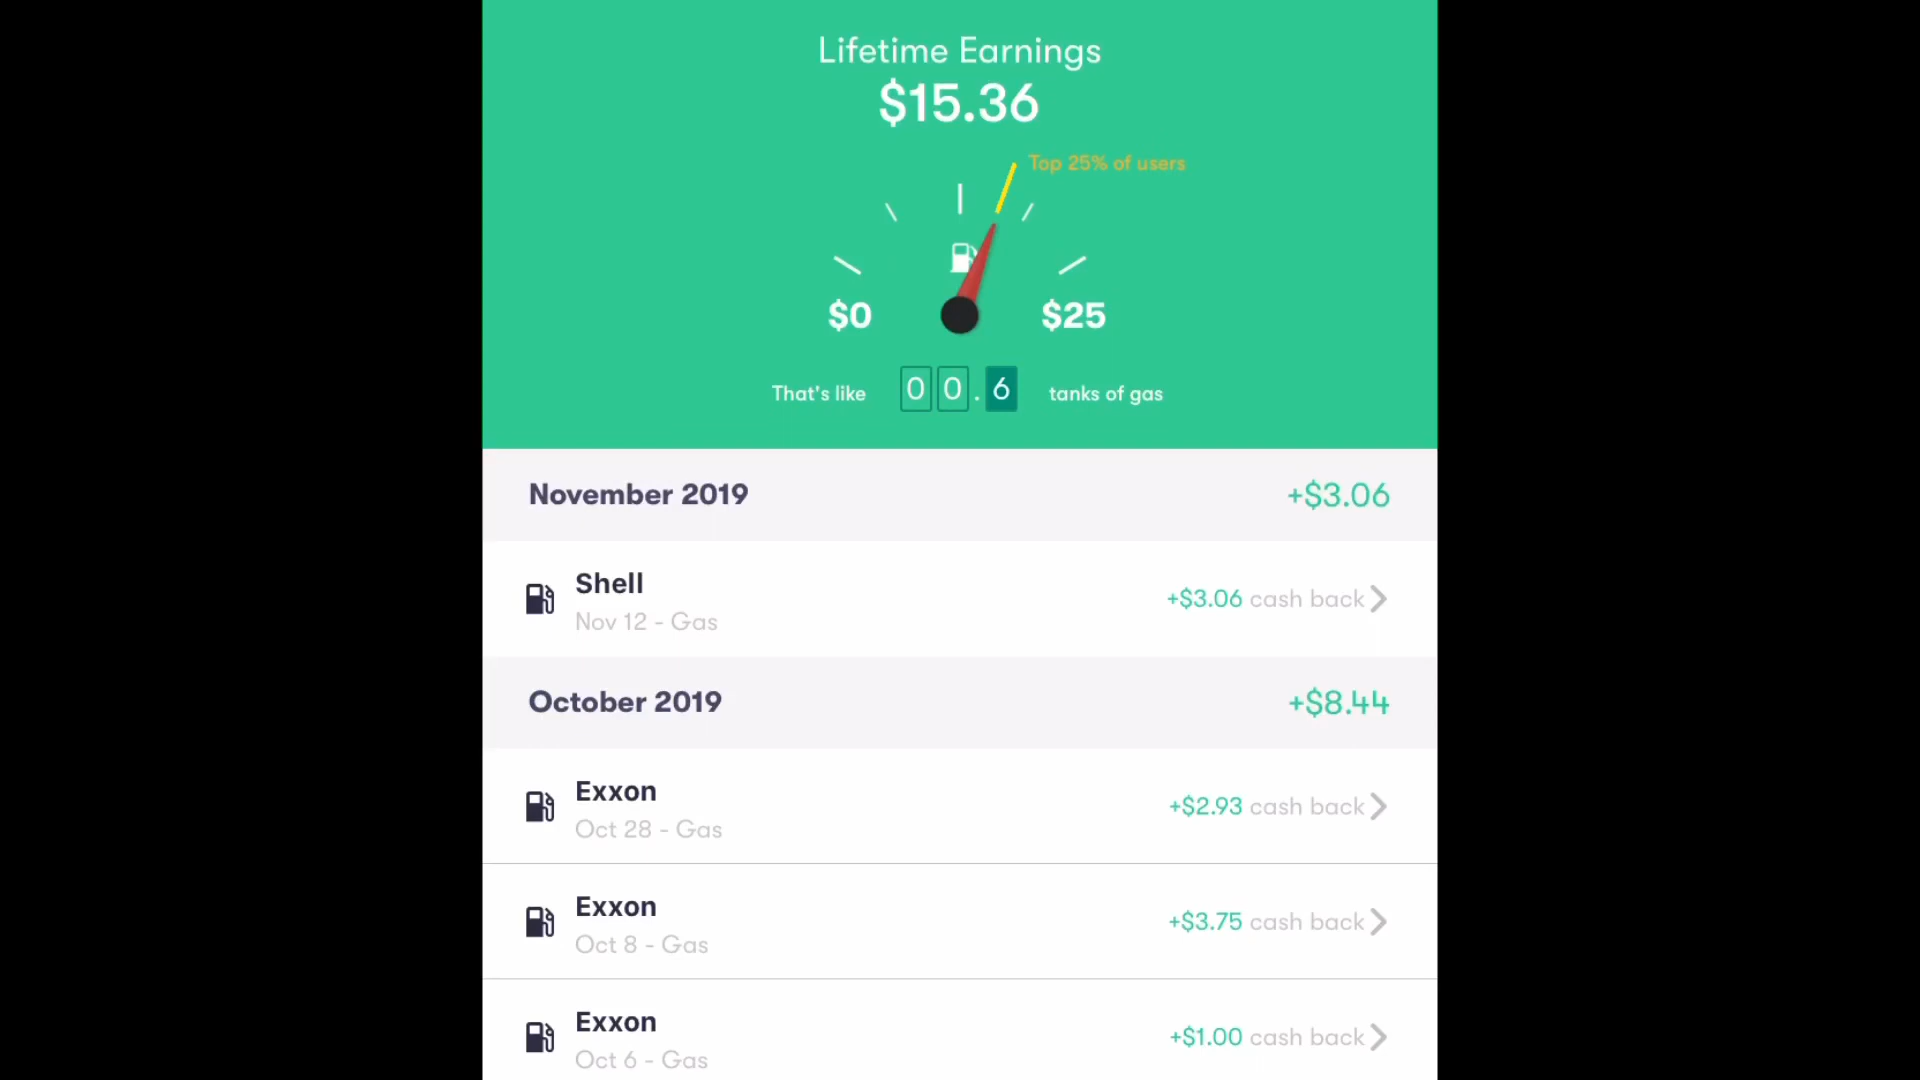 Lifetime Earnings
$15.36
Top 25% of users
$0
$25
That's like 00.6 tanks of gas
November 2019 +$3.06
Shell
+$3.06 cash back
Nov 12 - Gas
October 2019 +$8.44
Exxon
+$2.93 cash back
Oct 28 - Gas
Exxon
+$3.75 cash back
Oct 8 - Gas
Exxon
+$1.00 cash back
Oct 6 - Gas